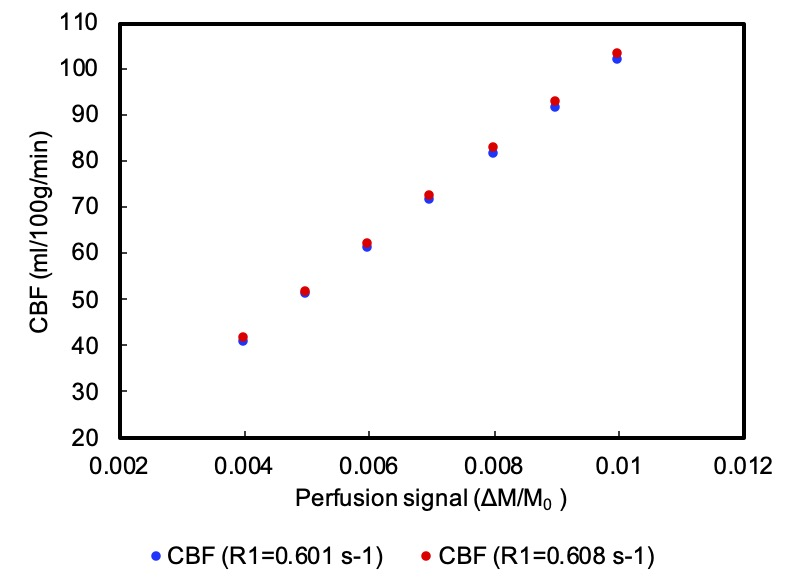 110
100
90
80
70
60
50
40
30
20
CBF (ml/100g/min)
0.002 0.004 0.006 0.008 0.01 0.012
Perfusion signal (ΔM/M₀ )
CBF (R1=0.601 s-1) CBF (R1=0.608 s-1)